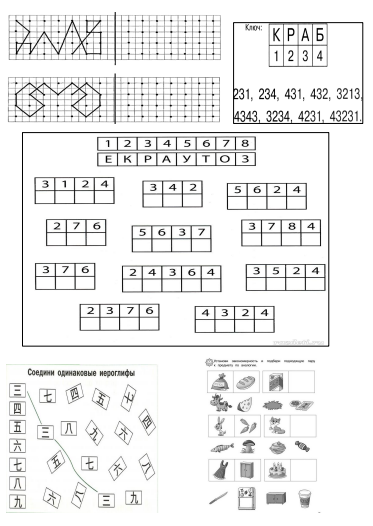 Ключ:
К Р А Б
1 2 3 4
231, 234, 431, 432, 3213,
4343, 3234, 4231, 43231.
1 2 3 4 5 6 7 8
Е К Р А У Т О З
3 1 2 4
3 4 2
5 6 2 4
2 7 6
5 6 3 7
3 7 8 4
3 7 6
2 4 3 6 4
3 5 2 4
2 3 7 6
4 3 2 4
Соедини одинаковые иероглифы
三 七 四 五 七
四
五 三 八 九 六
六
七 五 七 六 八
八
九 九 六 三 九
Установи закономерность и подбери подходящую пару
к предмету по аналогии.